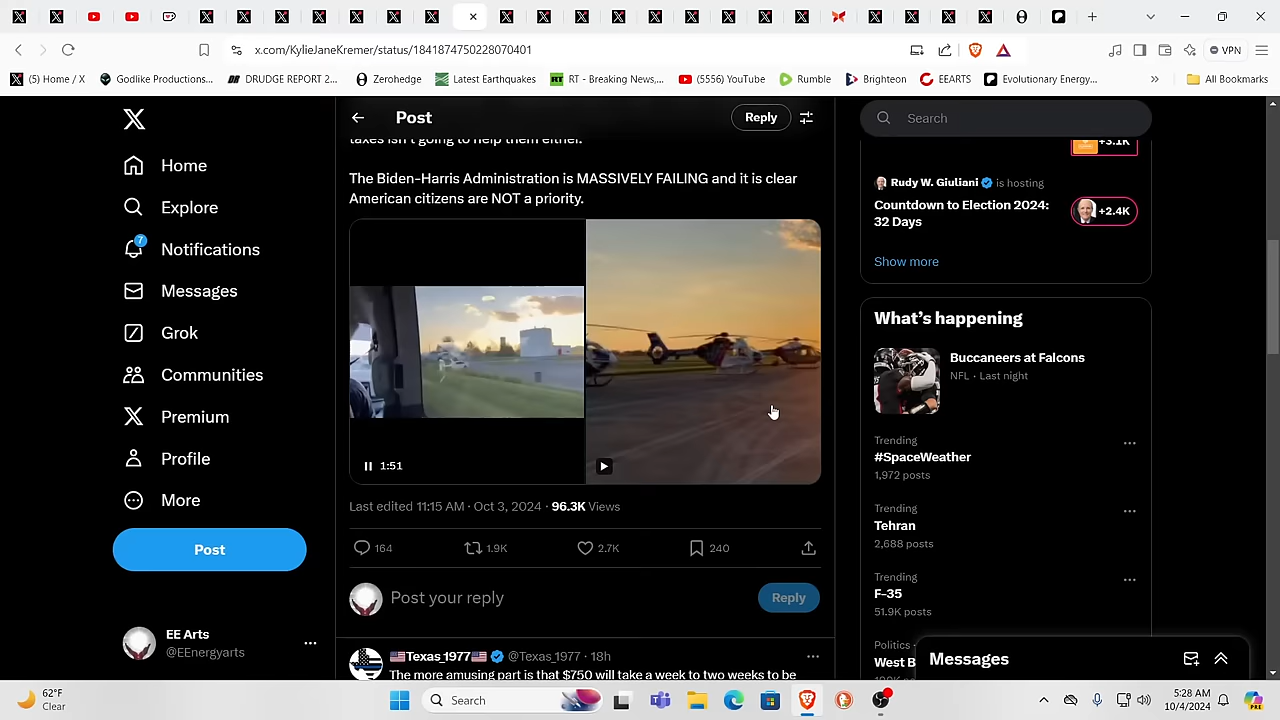 x.com/KylieJaneKremer/status/1841874750228070401
VPN
(5) Home / X
Godlike Productions...
DRUDGE REPORT 2...
Zerohedge
Latest Earthquakes
RT - Breaking News,...
(5556) YouTube
Rumble
Brighteon
EEARTS
Evolutionary Energy...
All Bookmarks
Home
Explore
7
Notifications
Messages
Grok
Communities
Premium
Profile
More
Post
EE Arts
@EEnergyarts
Post
Reply
taxes isn't going to help them either.
The Biden-Harris Administration is MASSIVELY FAILING and it is clear
American citizens are NOT a priority.
1:51
Last edited 11:15 AM · Oct 3, 2024 · 96.3K Views
164
1.9K
2.7K
240
Post your reply
Reply
Texas_1977 @Texas_1977 · 18h
The more amusing part is that $750 will take a week to two weeks to be
Search
+3.1K
Rudy W. Giuliani is hosting
Countdown to Election 2024:
32 Days
+2.4K
Show more
What's happening
Buccaneers at Falcons
NFL · Last night
Trending
#SpaceWeather
1,972 posts
Trending
Tehran
2,688 posts
Trending
F-35
51.9K posts
Politics ·
West B
Messages
62°F
Clear
Search
5:28 AM
10/4/2024
PRE